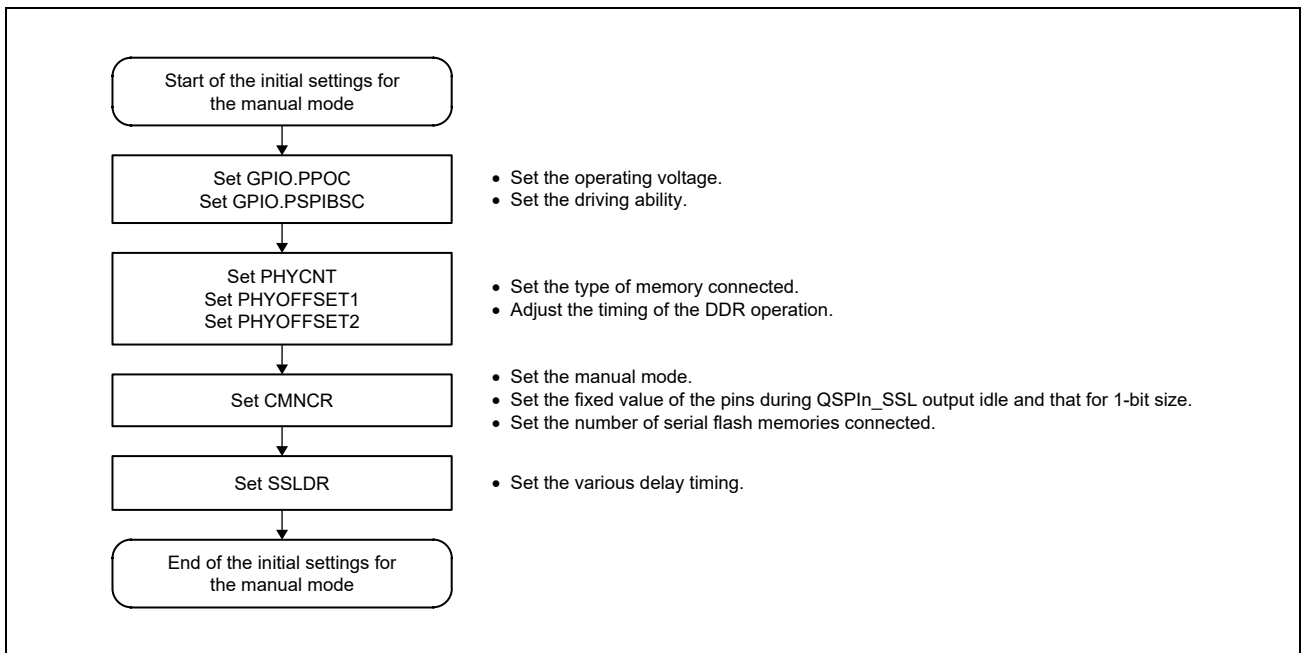 Start of the initial settings for
the manual mode
Set GPIO.PPOC
Set GPIO.PSPIBSC
• Set the operating voltage.
• Set the driving ability.
Set PHYCNT
Set PHYOFFSET1
Set PHYOFFSET2
• Set the type of memory connected.
• Adjust the timing of the DDR operation.
Set CMNCR
• Set the manual mode.
• Set the fixed value of the pins during QSPIn_SSL output idle and that for 1-bit size.
• Set the number of serial flash memories connected.
Set SSLDR
• Set the various delay timing.
End of the initial settings for
the manual mode